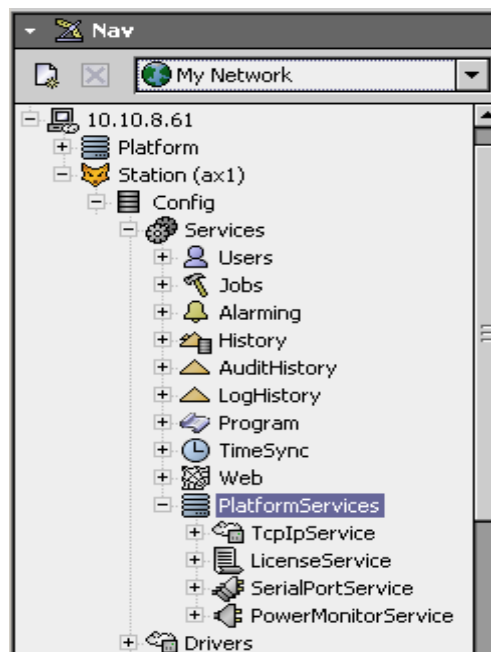 Nav
My Network
10.10.8.61
Platform
Station (ax1)
Config
Services
Users
Jobs
Alarming
History
AuditHistory
LogHistory
Program
TimeSync
Web
PlatformServices
TcpIpService
LicenseService
SerialPortService
PowerMonitorService
Drivers